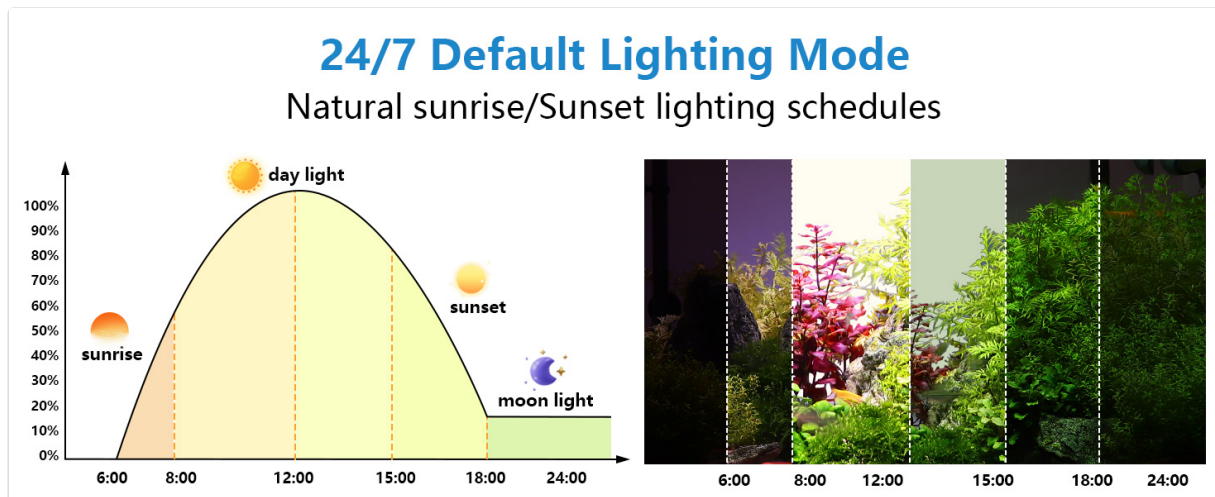 24/7 Default Lighting Mode
Natural sunrise/Sunset lighting schedules
day light
100%
90%
80%
70%
60%
50%
40%
30%
20%
10%
0%
sunrise
sunset
moon light
6:00 8:00 12:00 15:00 18:00 24:00
6:00 8:00 12:00 15:00 18:00 24:00